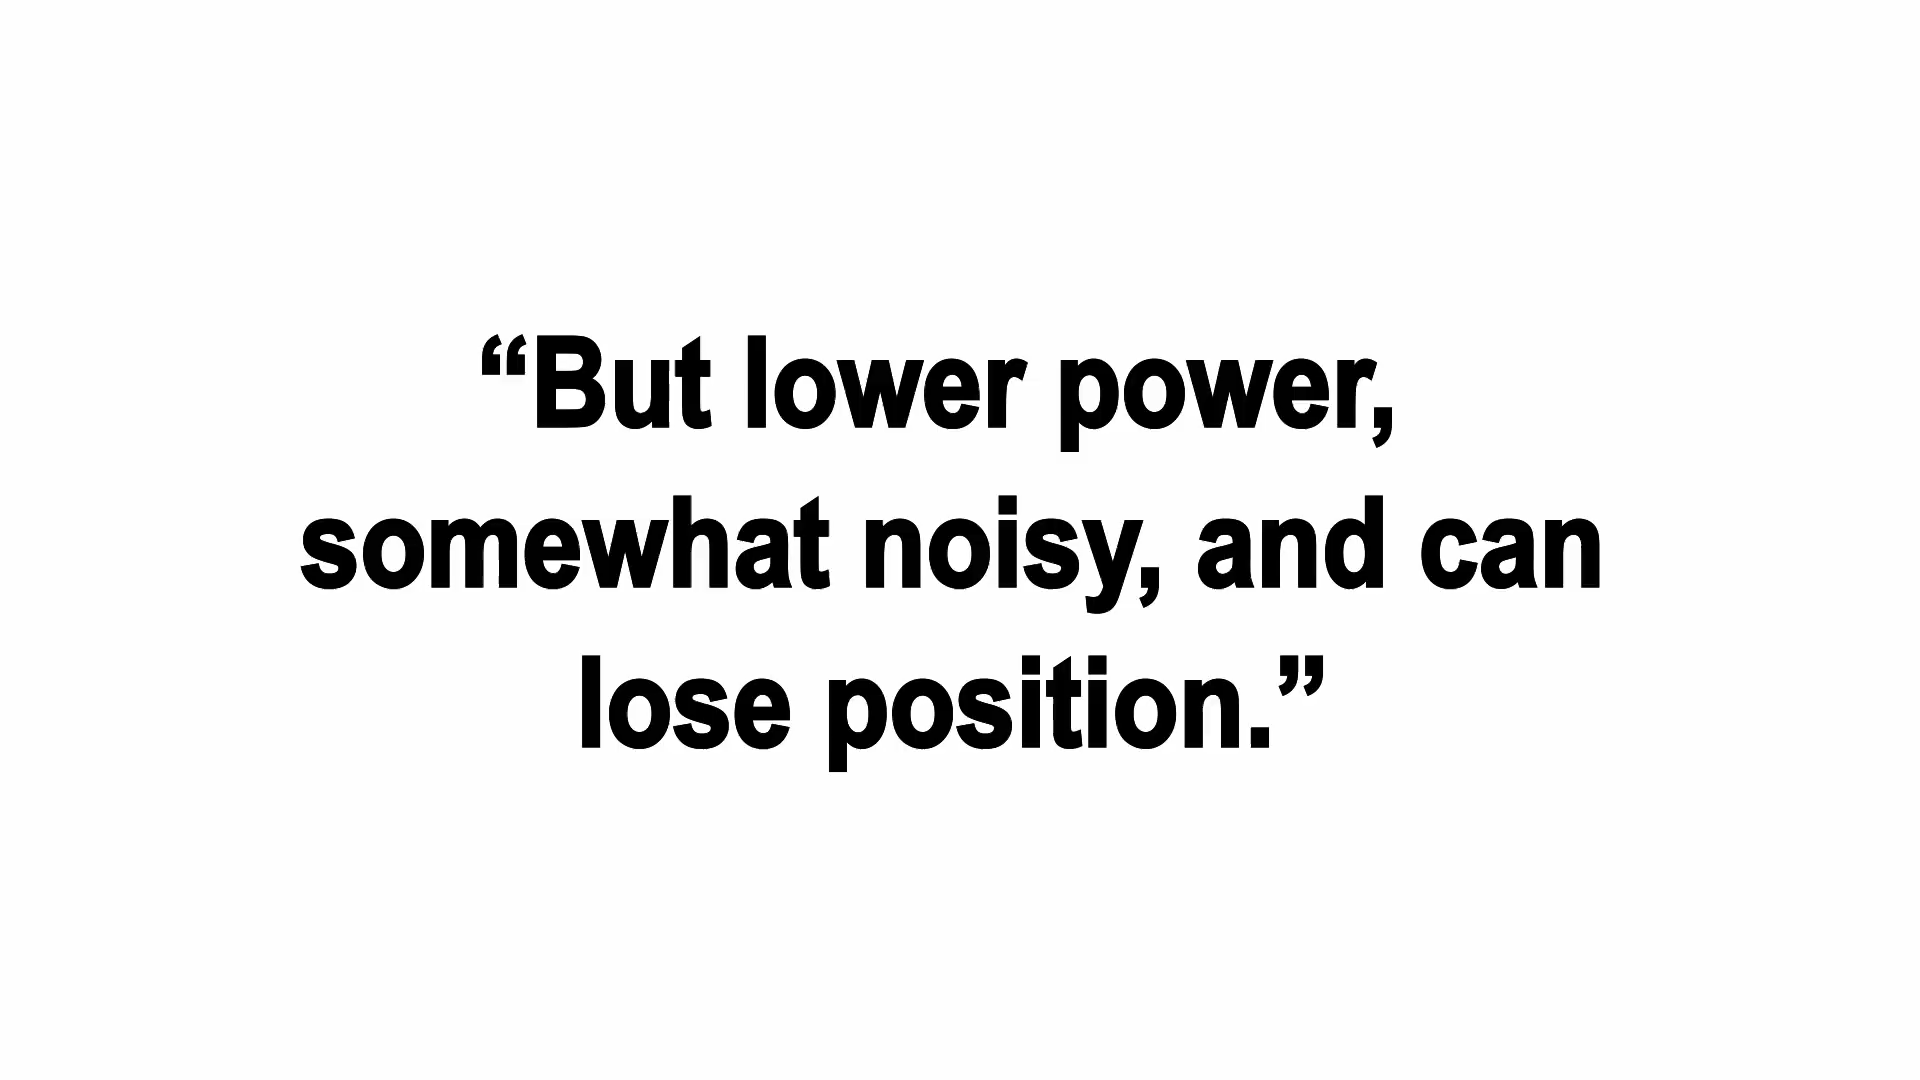 “But lower power,
somewhat noisy, and can
lose position.”